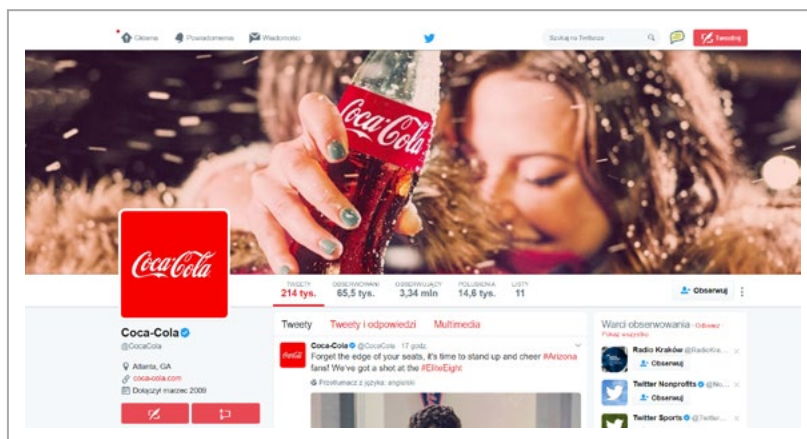 Główna Powiadomienia Wiadomości
Szukaj na Twitterze
Tweetnij
Coca-Cola
Coca-Cola
TWEETY OBSERWOWANI OBSERWUJĄCY POLUBIENIA LISTY
214 tys. 65,5 tys. 3,34 mln 14,6 tys. 11
Obserwuj
Coca-Cola
@CocaCola
Atlanta, GA
coca-cola.com
Dołączył marzec 2009
Tweety Tweety i odpowiedzi Multimedia
Coca-Cola @CocaCola · 17 godz.
Forget the edge of your seats, it's time to stand up and cheer #Arizona
fans! We've got a shot at the #EliteEight
Przetłumacz z języka: angielski
Warci obserwowania · Odśwież ·
Pokaż wszystko
Radio Kraków @RadioKra...
Obserwuj
Twitter Nonprofits @No...
Obserwuj
Twitter Sports @Twitter...